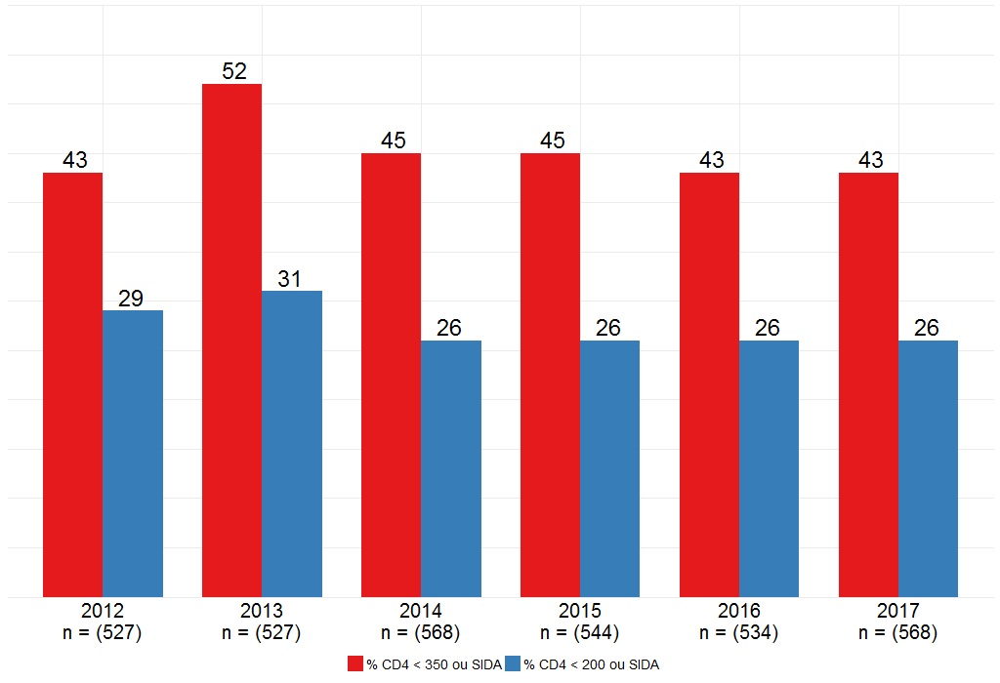 52
43
45
45
43
43
29
31
26
26
26
26
2012
2013
2014
2015
2016
2017
n = (527)
n = (527)
n = (568)
n = (544)
n = (534)
n = (568)
% CD4 < 350 ou SIDA
% CD4 < 200 ou SIDA